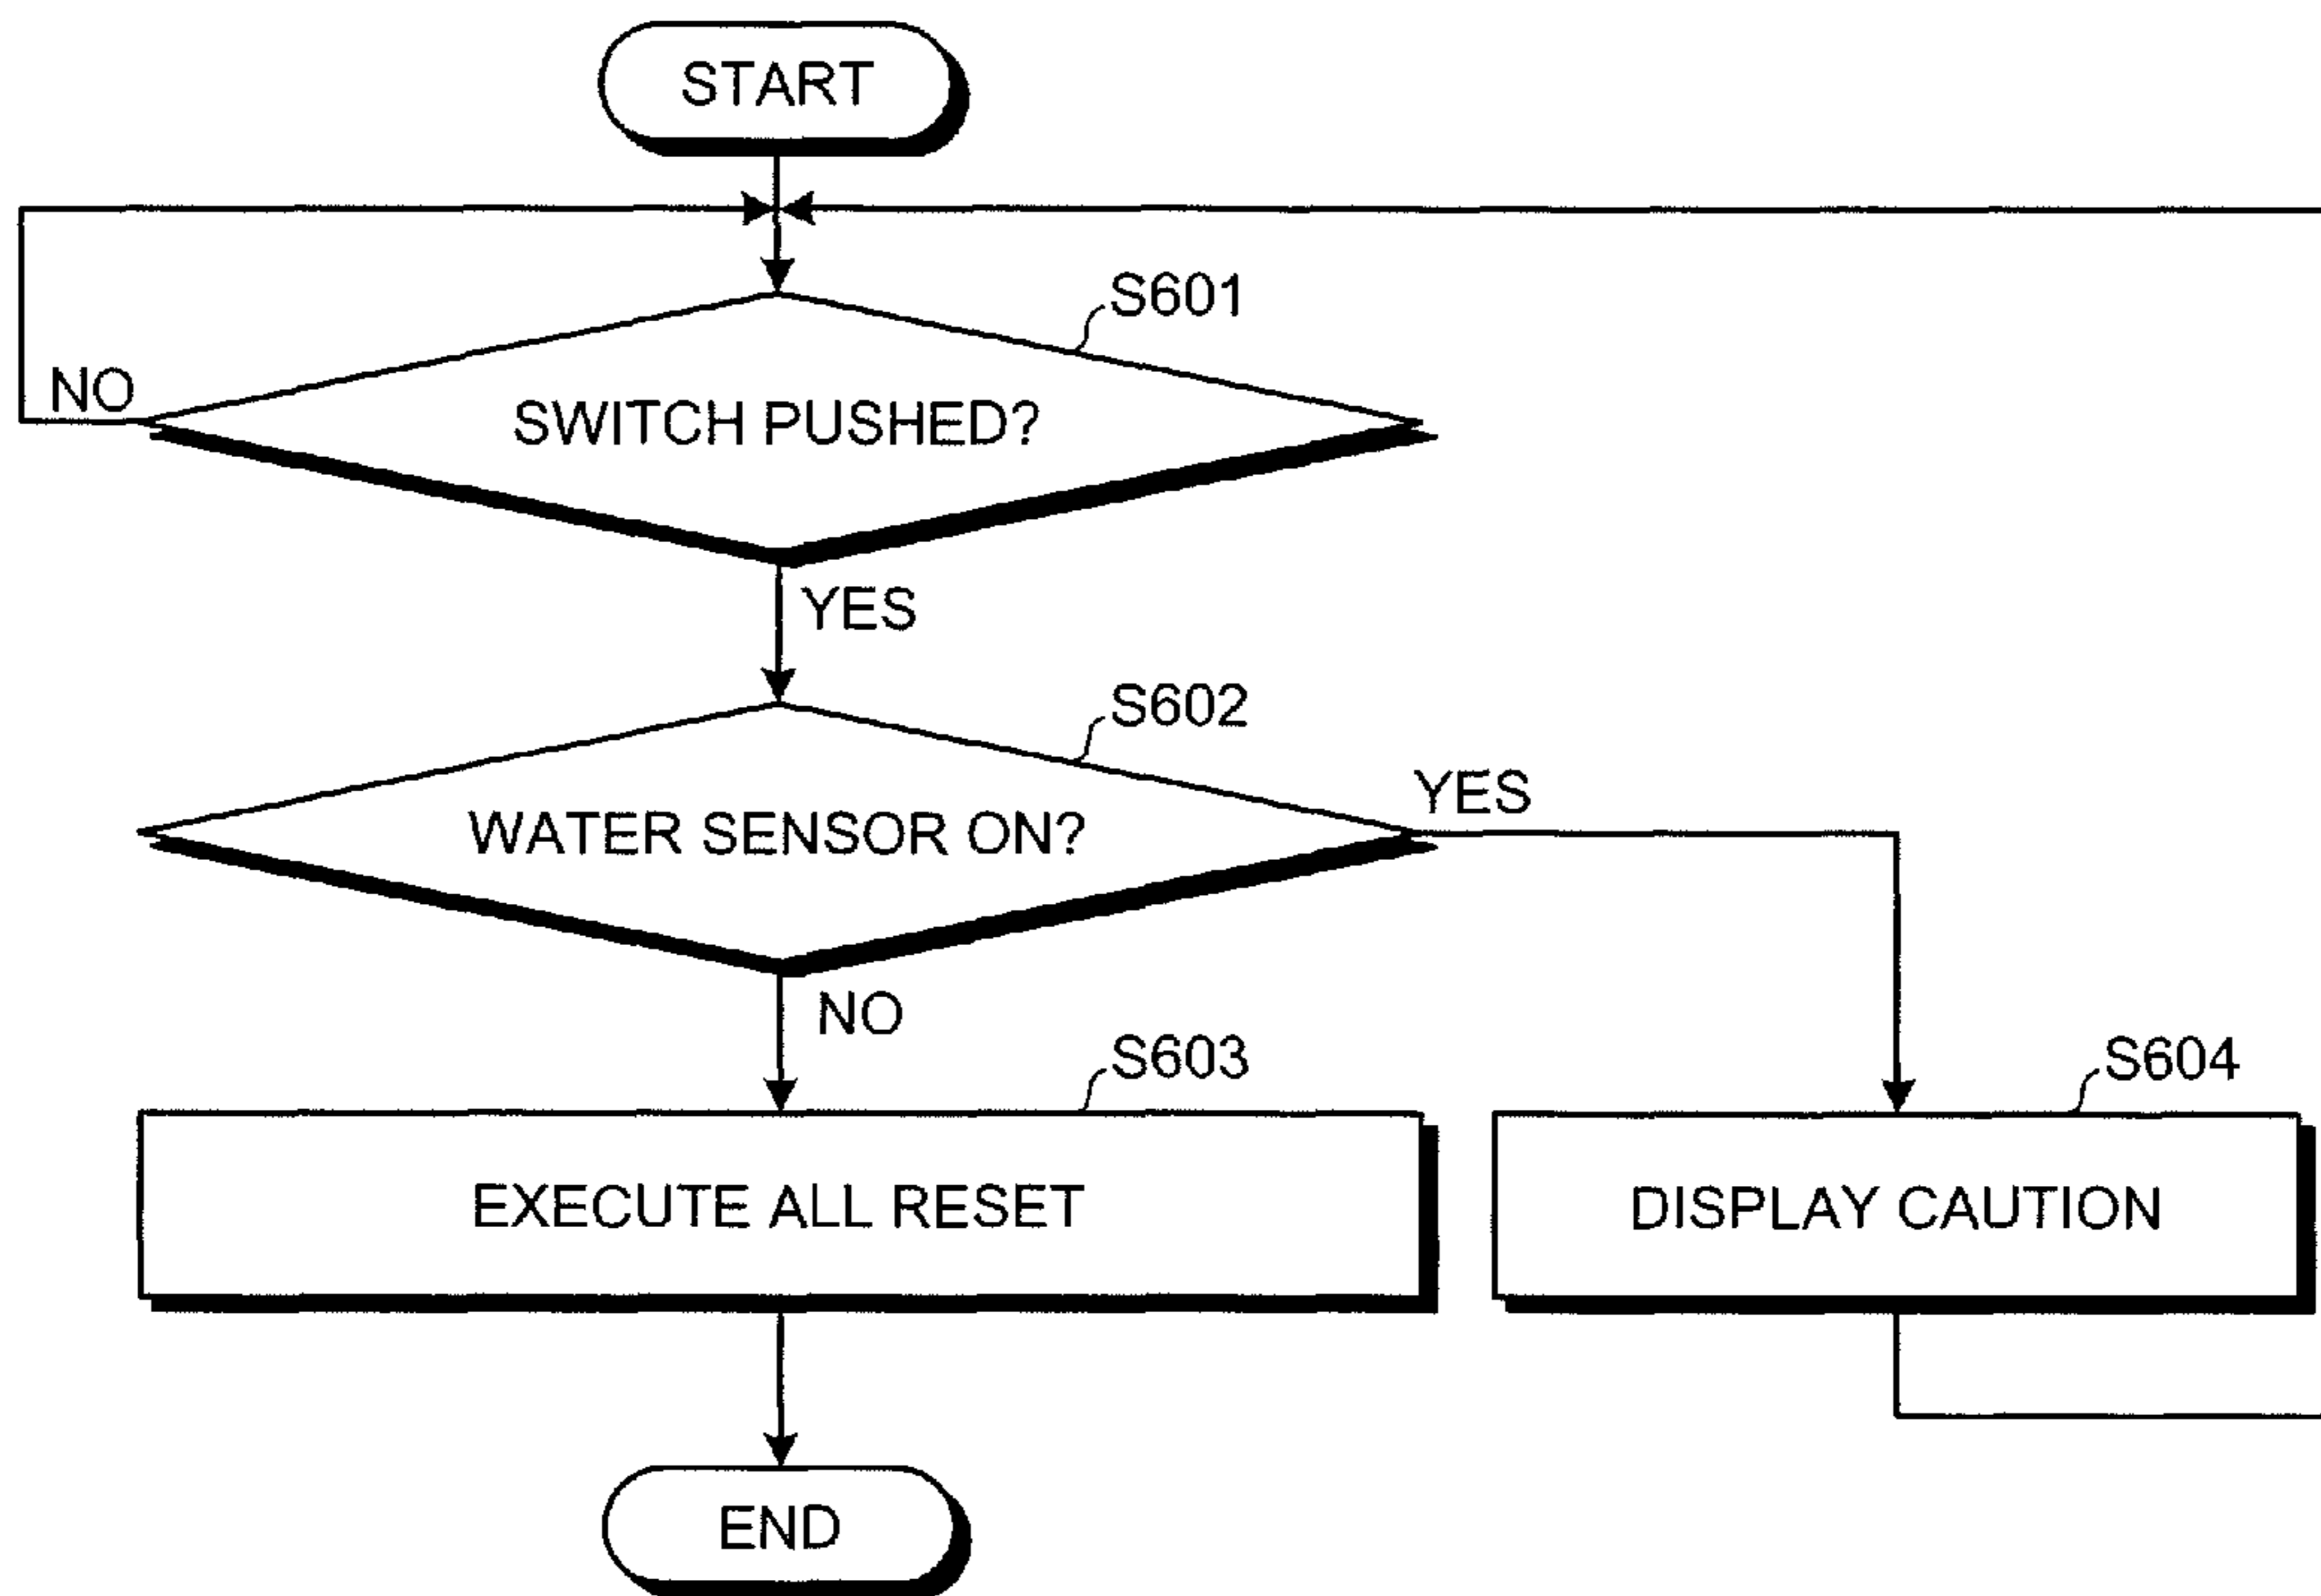 START
S601
NO
SWITCH PUSHED?
YES
S602
YES
WATER SENSOR ON?
NO
S603
S604
EXECUTE ALL RESET
DISPLAY CAUTION
END